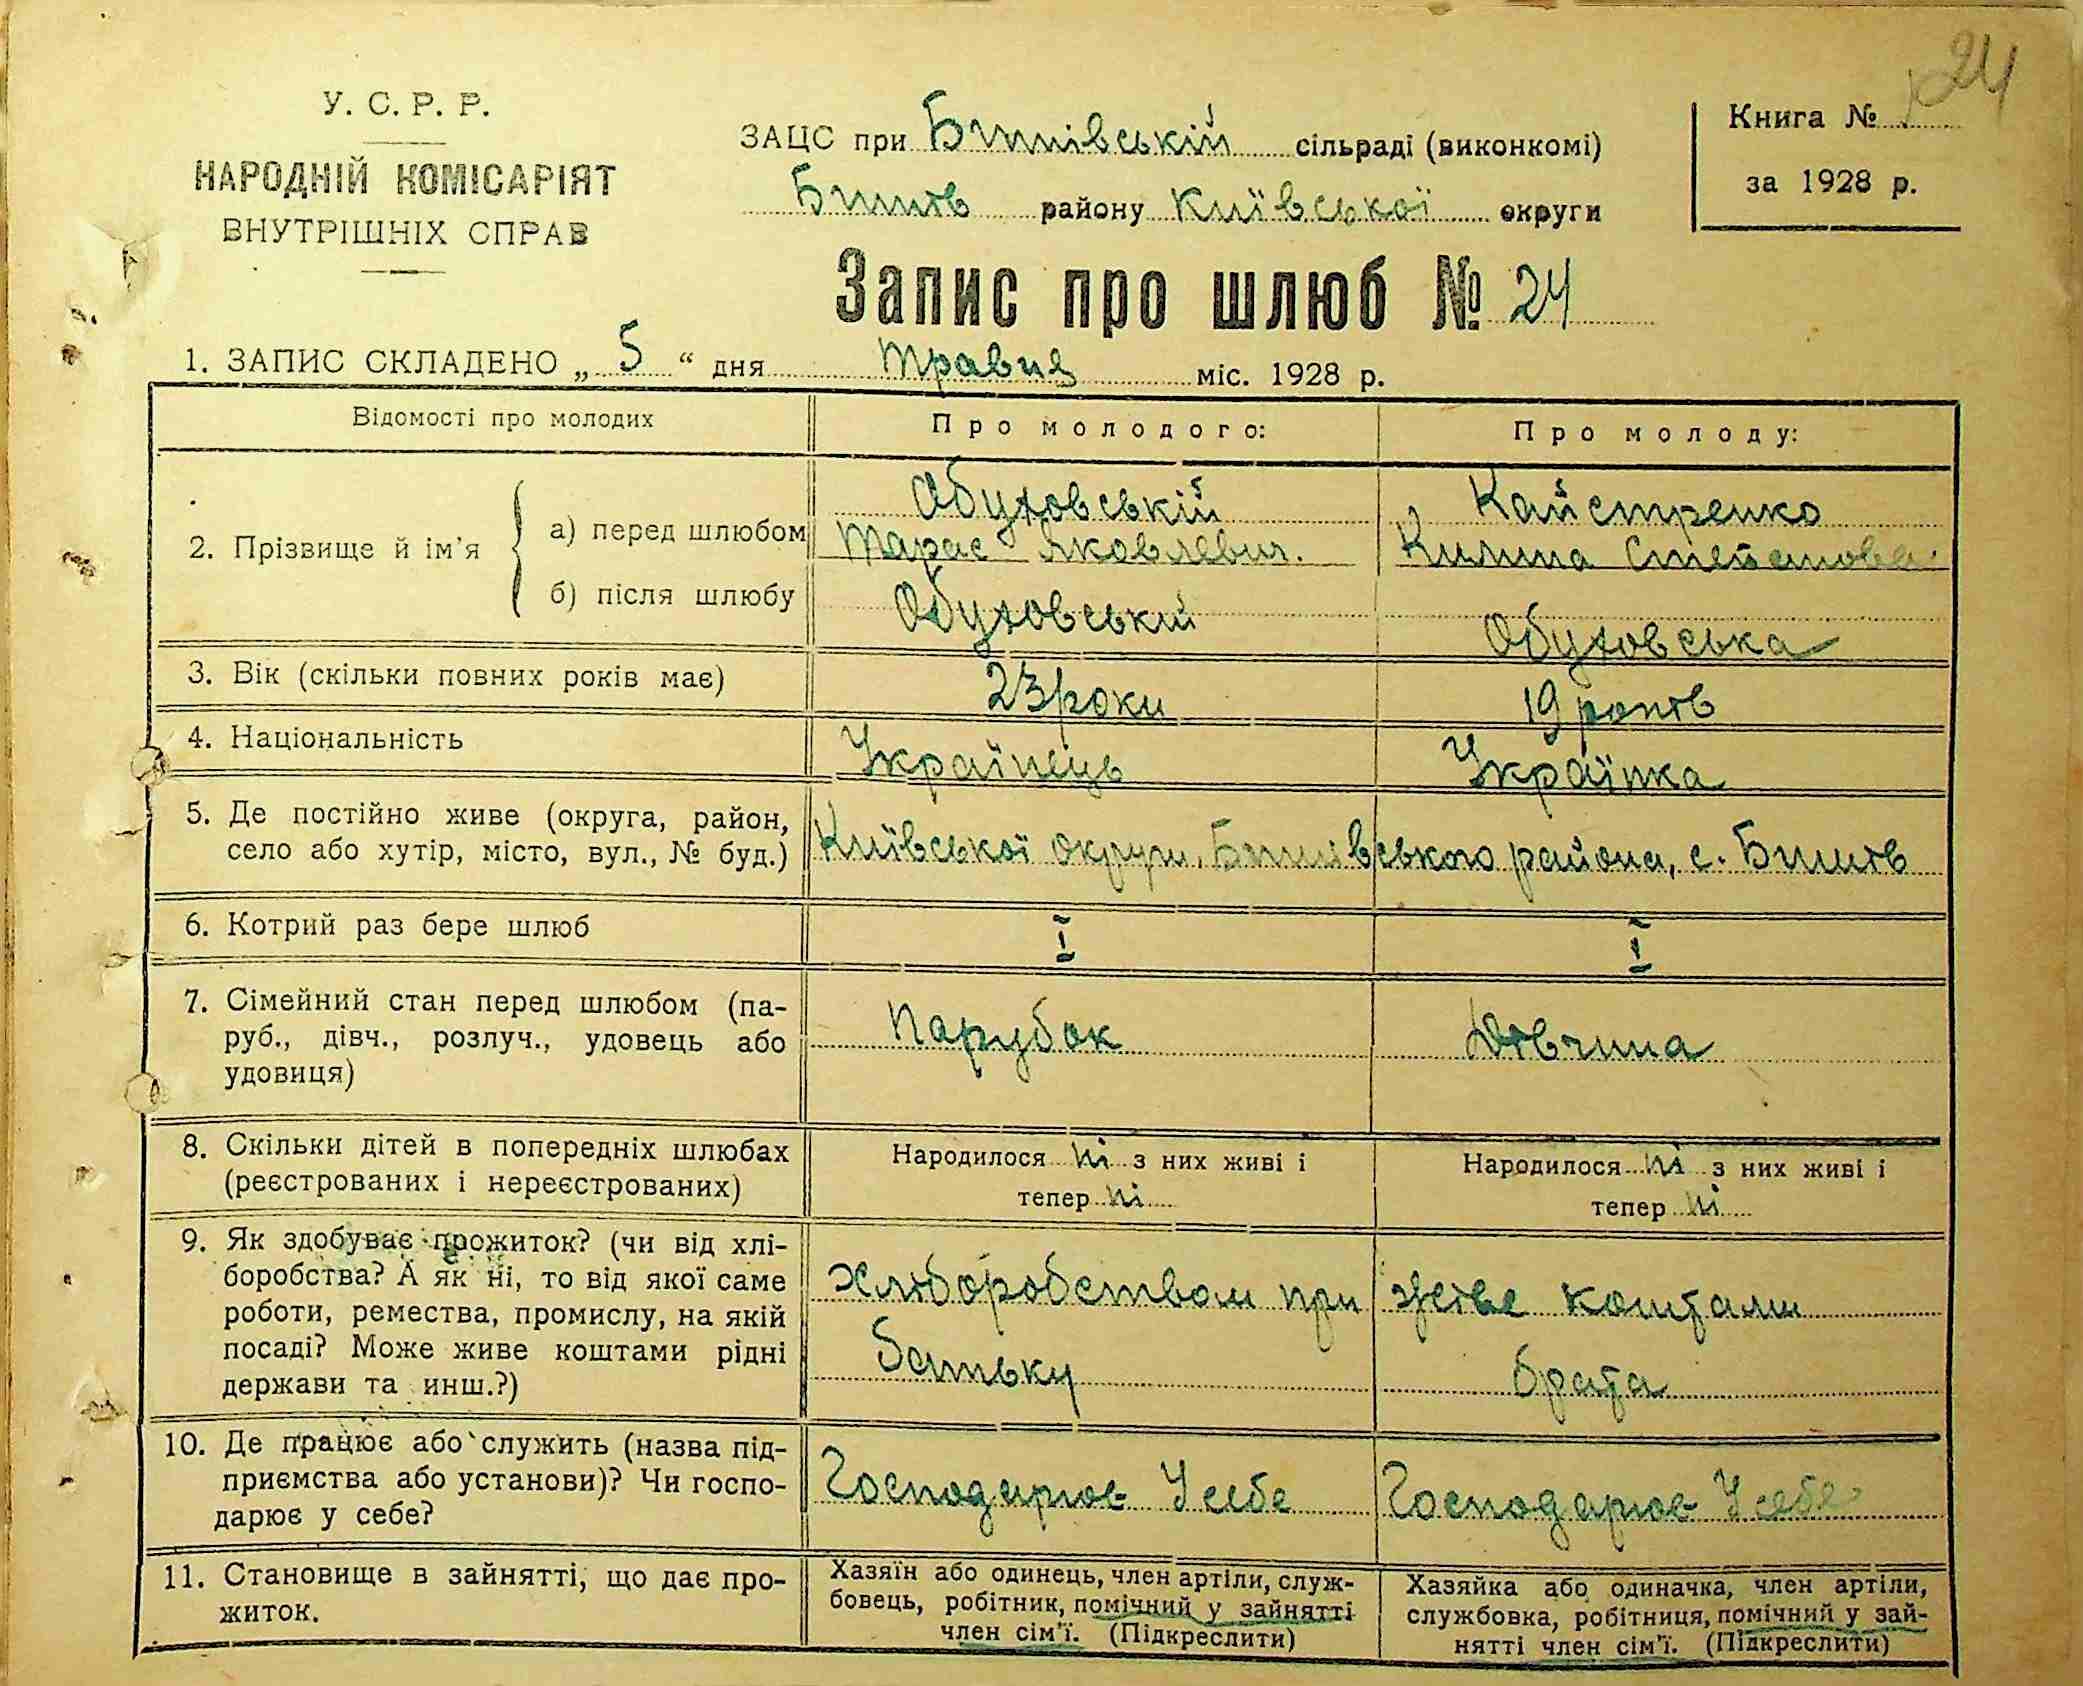 24
У. С. Р. Р.
НАРОДНІЙ КОМІСАРІЯТ
ВНУТРІШНІХ СПРАВ
ЗАЦС при Бишівській сільраді (виконкомі)
Бишів району Київської округи
Книга №
за 1928 р.
Запис про шлюб № 24
1. ЗАПИС СКЛАДЕНО „ 5 “ дня травня міс. 1928 р.
Відомості про молодих
Про молодого:
Про молоду:
2. Прізвище й ім'я
а) перед шлюбом
Обуховській
Тарас Яковлевич.
Кайстренко
Степанова
б) після шлюбу
Обуховський
Обуховська
3. Вік (скільки повних років має)
23 роки
19 років
4. Національність
Українець
Українка
5. Де постійно живе (округа, район,
село або хутір, місто, вул., № буд.)
Київської округи, Бишівського района, с. Бишів
6. Котрий раз бере шлюб
I
I
7. Сімейний стан перед шлюбом (па-
руб., дівч., розлуч., удовець або
удовиця)
Парубок
Дівчина
8. Скільки дітей в попередніх шлюбах
(реєстрованих і нереєстрованих)
Народилося ні з них живі і
тепер ні
Народилося ні з них живі і
тепер ні
9. Як здобуває прожиток? (чи від хлі-
боробства? А як ні, то від якої саме
роботи, ремества, промислу, на якій
посаді? Може живе коштами рідні
держави та инш.?)
Хліборобством при
батьку
живе коштами
брата
10. Де працює або служить (назва під-
приємства або установи)? Чи госпо-
дарює у себе?
Господарює у себе
Господарює у себе
11. Становище в зайнятті, що дає про-
житок.
Хазяїн або одинець, член артіли, служ-
бовець, робітник, помічний у зайнятті
член сім'ї. (Підкреслити)
Хазяйка або одиначка, член артіли,
службовка, робітниця, помічний у зай-
нятті член сім'ї. (Підкреслити)